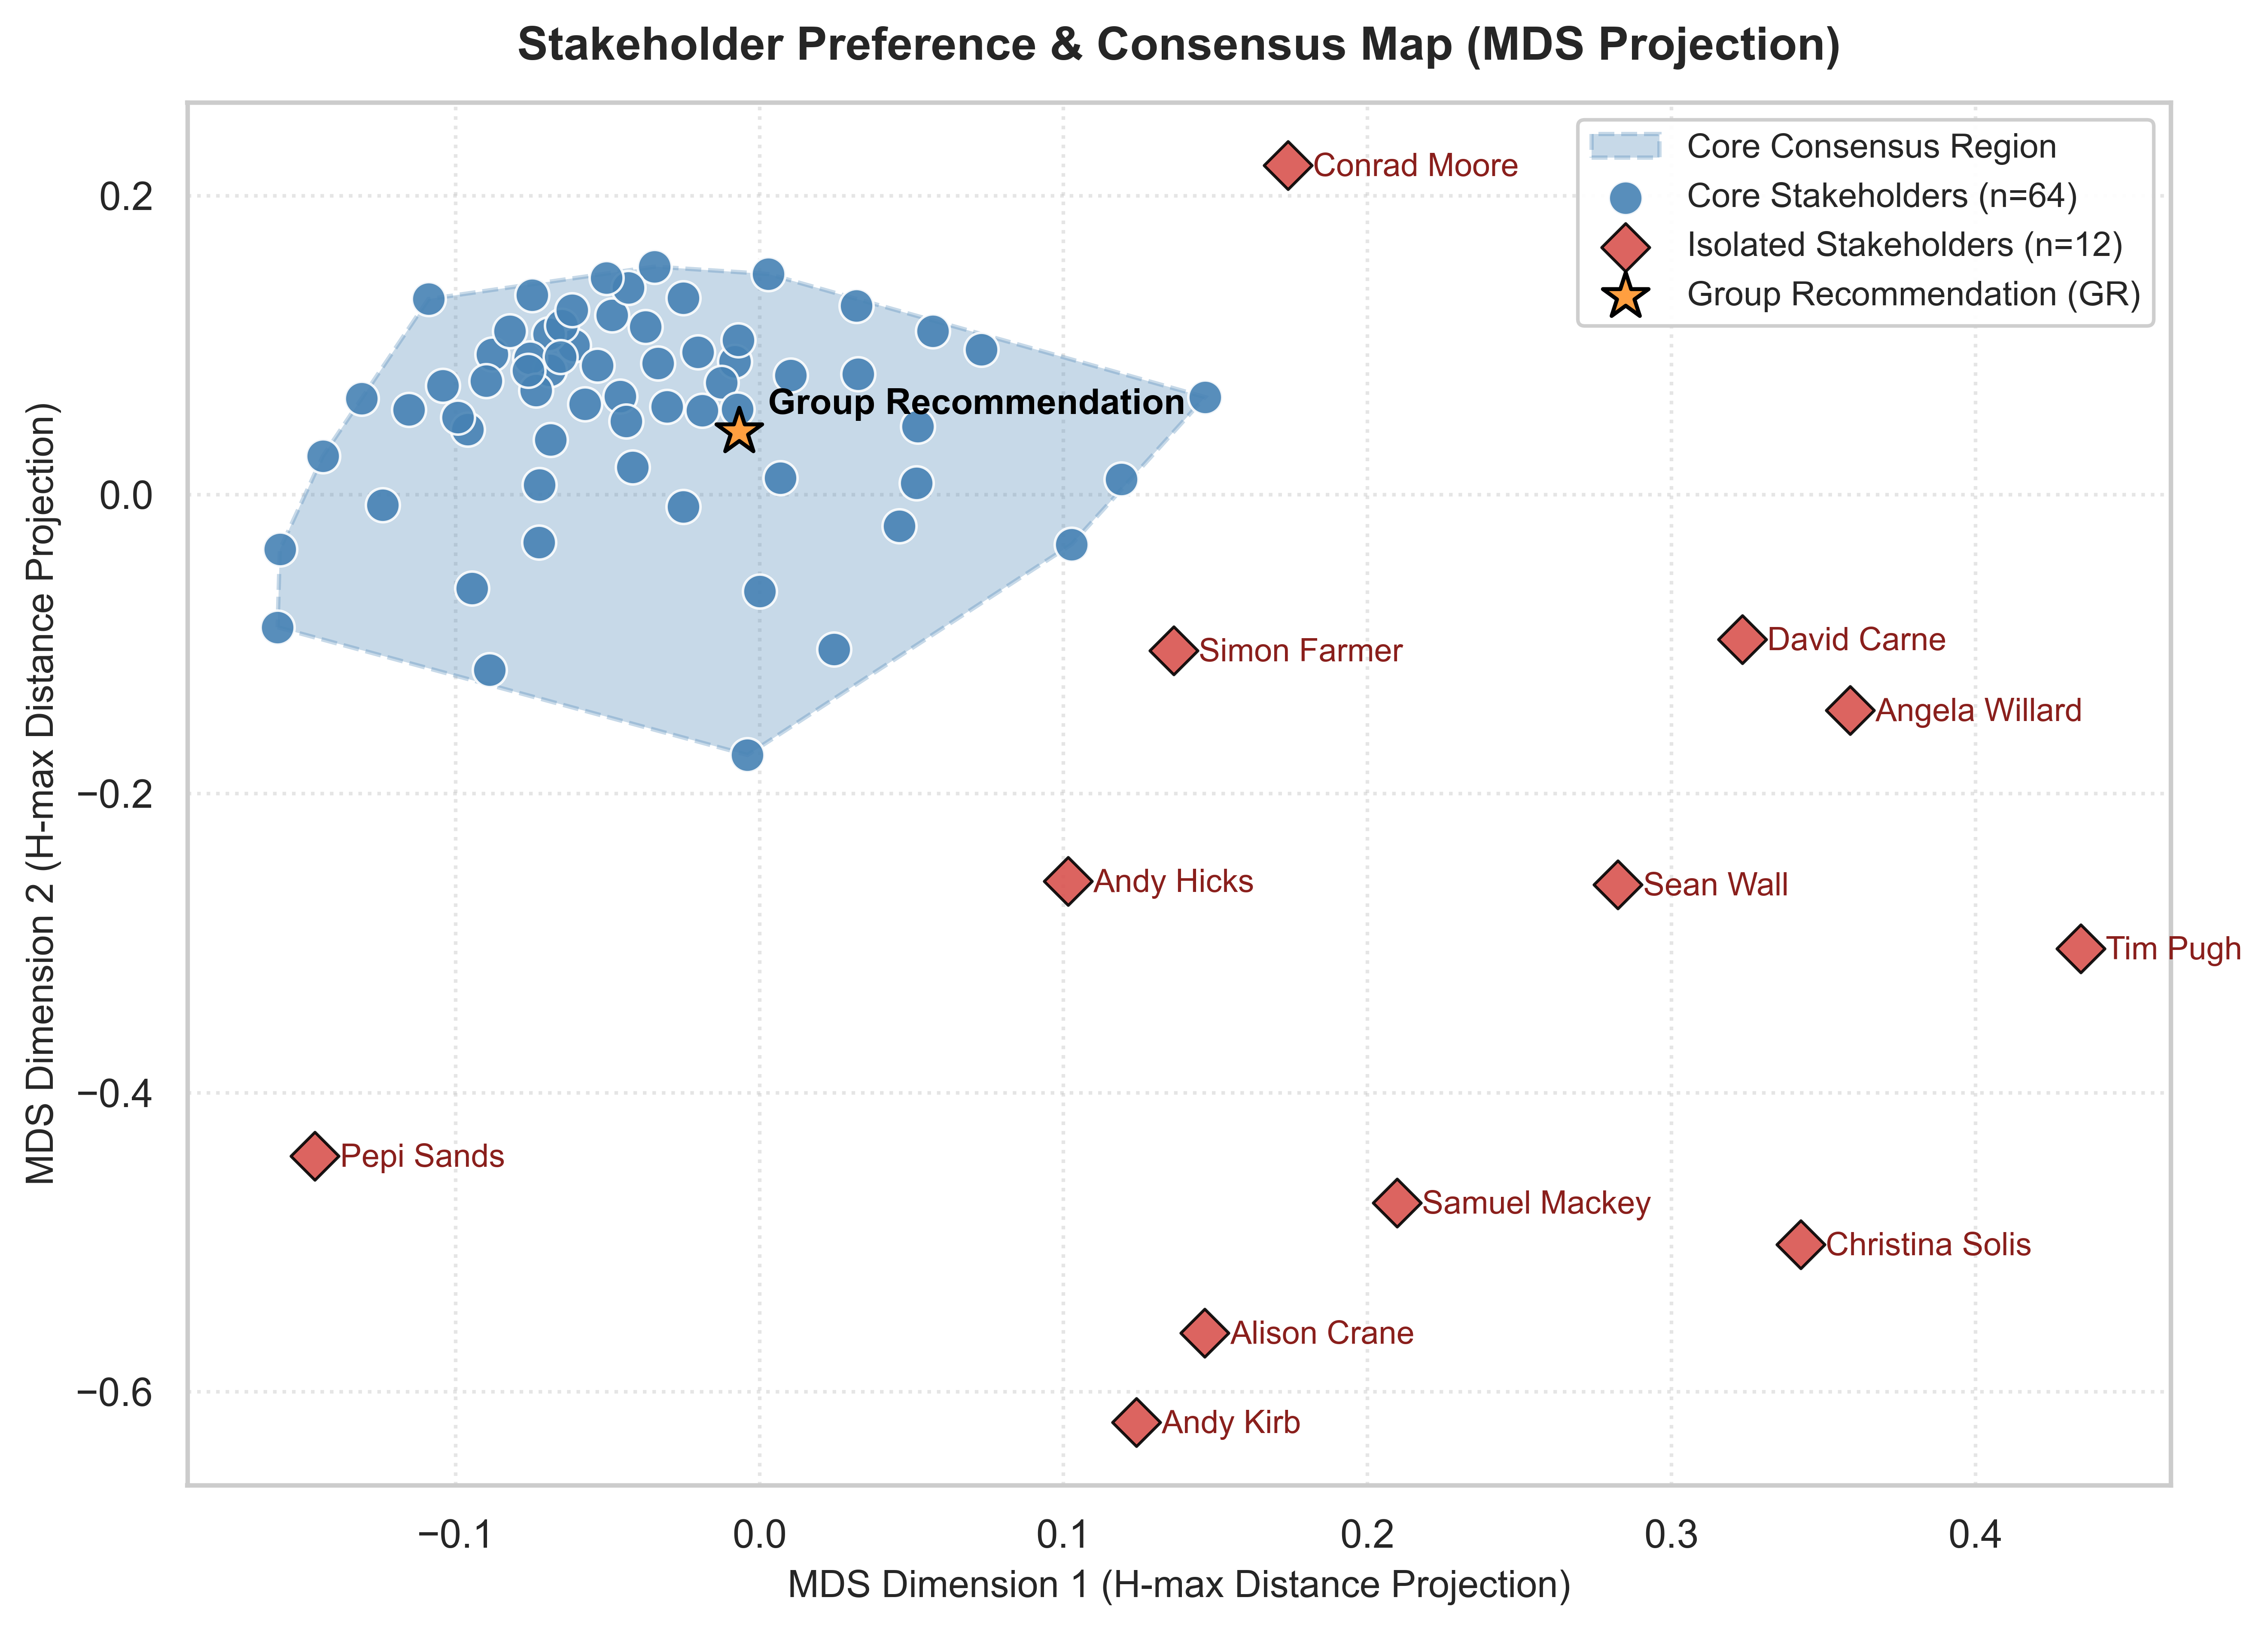 Stakeholder Preference & Consensus Map (MDS Projection)
Core Consensus Region
Core Stakeholders (n=64)
Isolated Stakeholders (n=12)
Group Recommendation (GR)
Conrad Moore
Group Recommendation
Simon Farmer
David Carne
Angela Willard
Andy Hicks
Sean Wall
Tim Pugh
Pepi Sands
Samuel Mackey
Christina Solis
Alison Crane
Andy Kirb
0.2
0.0
−0.2
−0.4
−0.6
MDS Dimension 2 (H-max Distance Projection)
−0.1
0.0
0.1
0.2
0.3
0.4
MDS Dimension 1 (H-max Distance Projection)